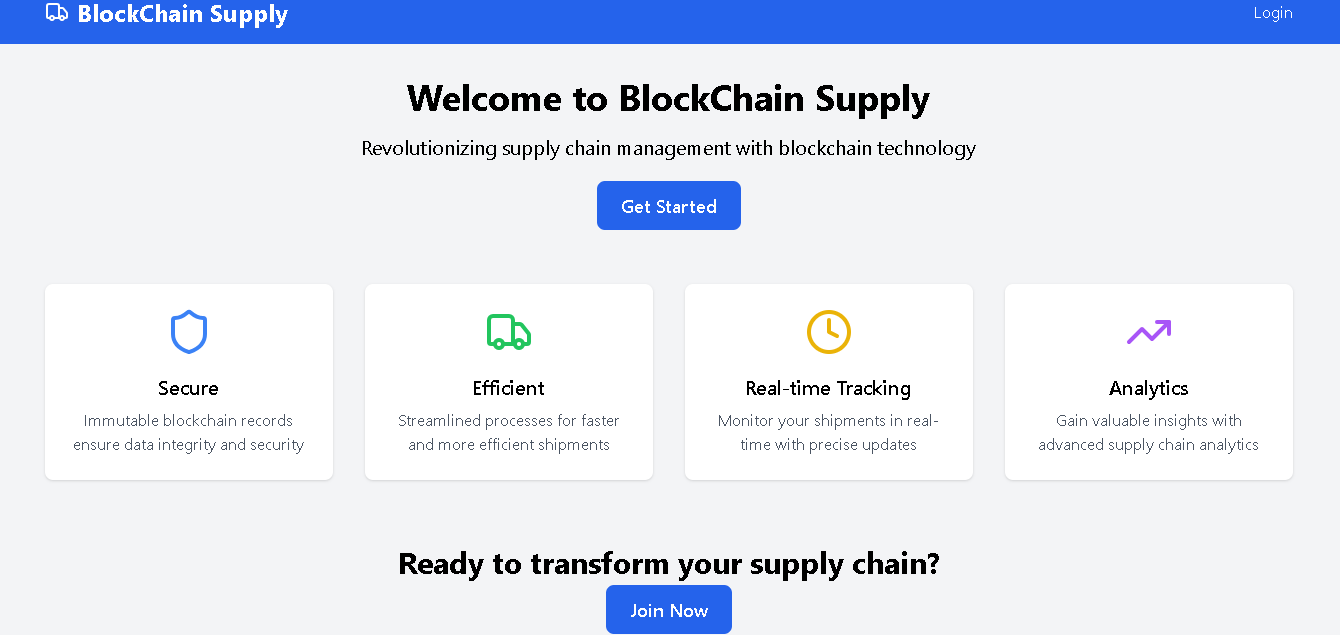 BlockChain Supply
Login
Welcome to BlockChain Supply
Revolutionizing supply chain management with blockchain technology
Get Started
Secure
Immutable blockchain records
ensure data integrity and security
Efficient
Streamlined processes for faster
and more efficient shipments
Real-time Tracking
Monitor your shipments in real-
time with precise updates
Analytics
Gain valuable insights with
advanced supply chain analytics
Ready to transform your supply chain?
Join Now